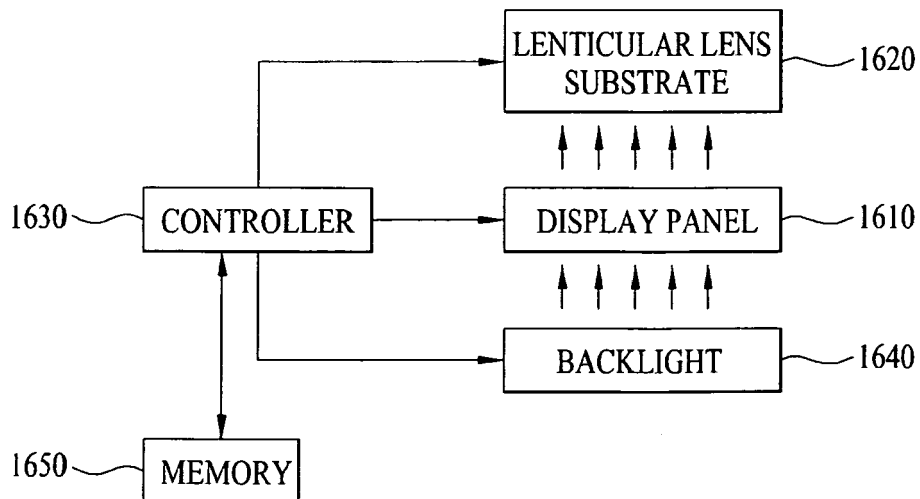 LENTICULAR LENS
SUBSTRATE
1620
1630
CONTROLLER
DISPLAY PANEL
1610
BACKLIGHT
1640
1650
MEMORY